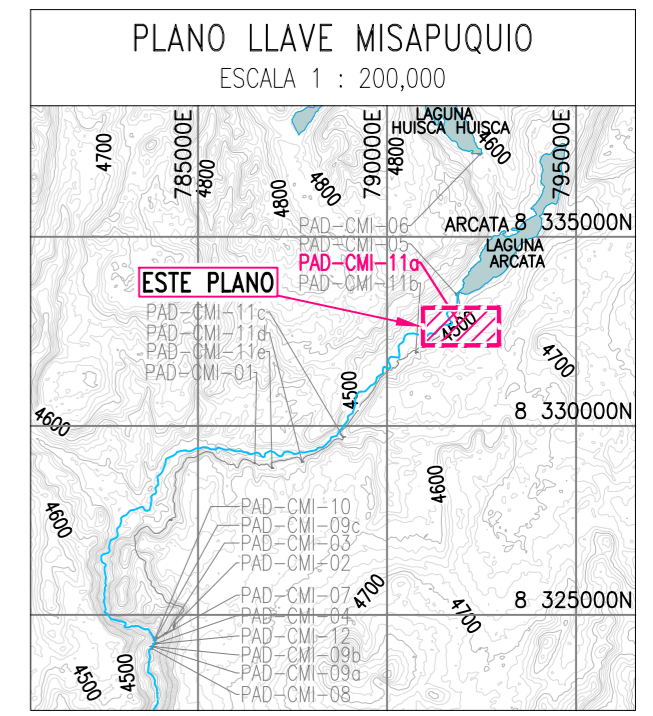 PLANO LLAVE MISAPUQUIO
ESCALA 1 : 200,000
4700
785000E
4800
4800
4800
790000E
4800
LAGUNA
HUISCA HUISCA
4600
795000E
PAD-CMI-06
ARCATA
8 335000N
PAD-CMI-05
LAGUNA
ARCATA
PAD-CMI-11a
PAD-CMI-11b
ESTE PLANO
PAD-CMI-11c
PAD-CMI-11d
PAD-CMI-11e
PAD-CMI-01
4500
4700
4500
4600
8 330000N
4600
4600
PAD-CMI-10
PAD-CMI-09c
PAD-CMI-03
PAD-CMI-02
PAD-CMI-07
PAD-CMI-04
PAD-CMI-12
PAD-CMI-09b
PAD-CMI-09a
PAD-CMI-08
4700
4700
8 325000N
4500
4500